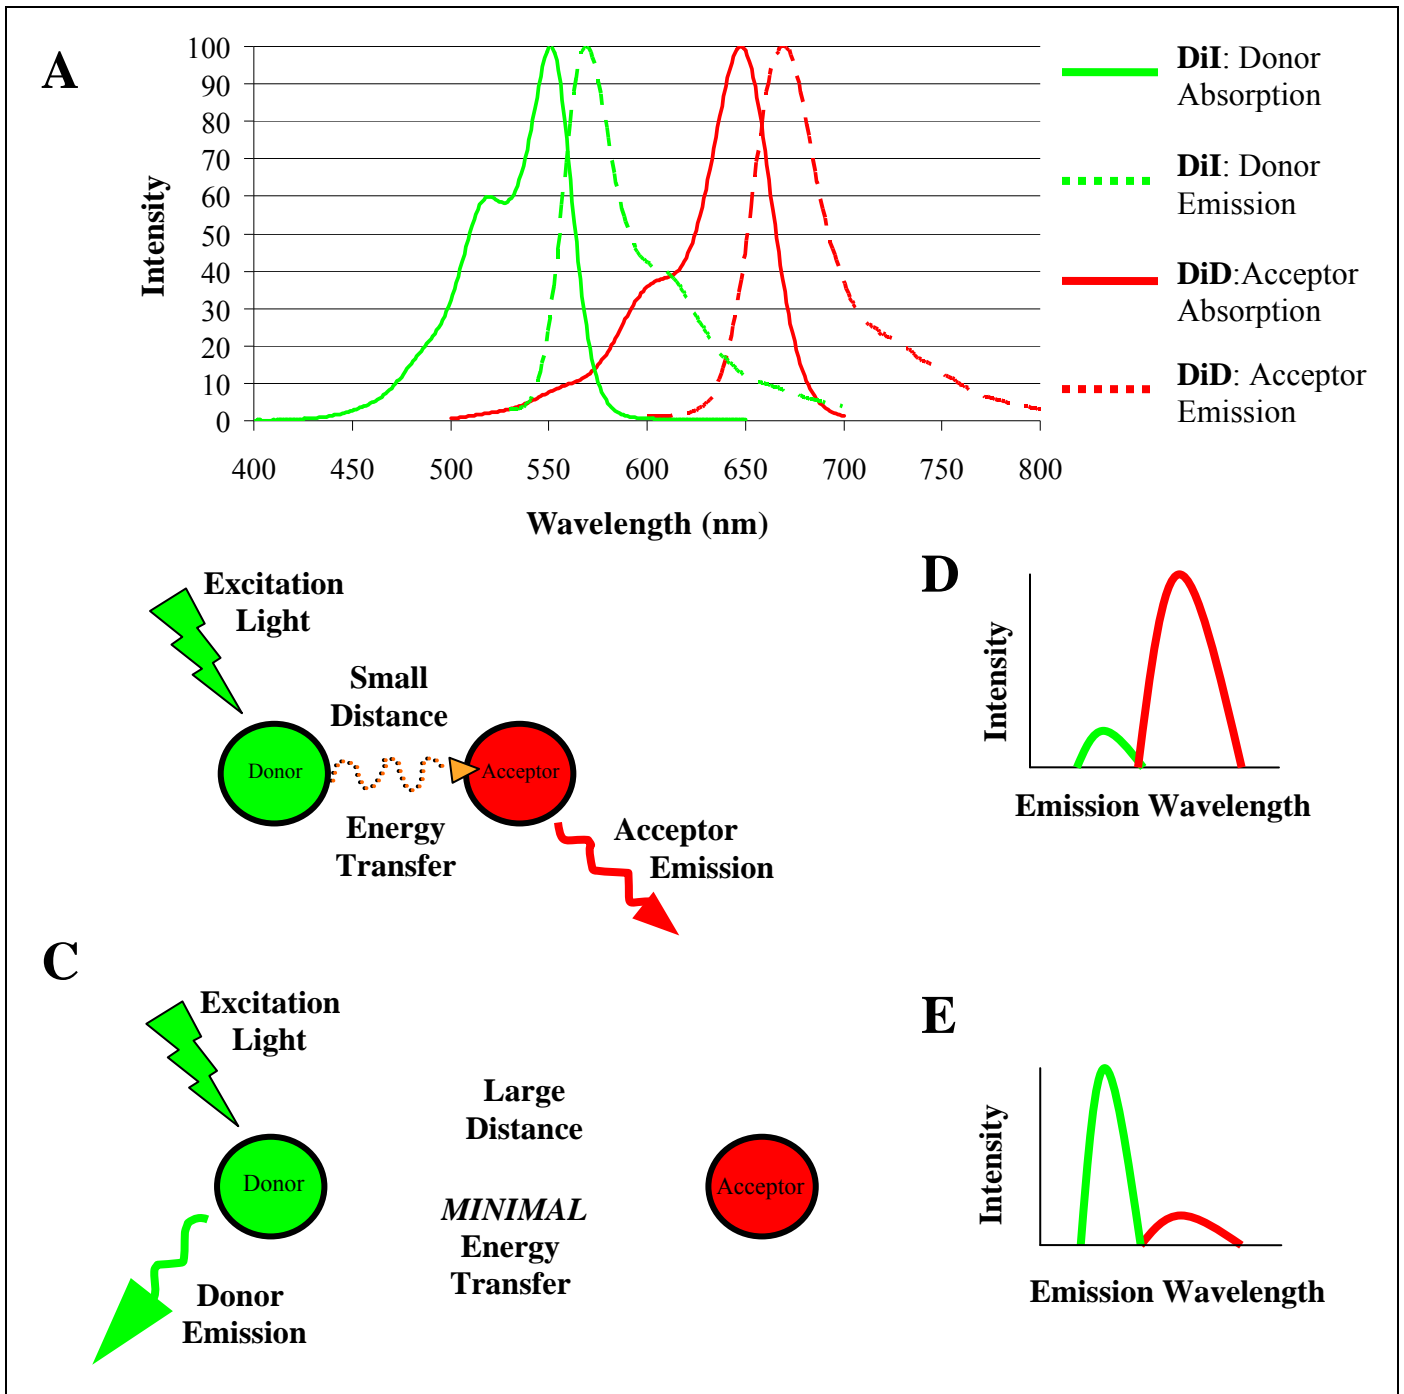 A
100
90
80
70
60
50
40
30
20
10
0
Intensity
400 450 500 550 600 650 700 750 800
Wavelength (nm)
DiI: Donor
Absorption
DiI: Donor
Emission
DiD:Acceptor
Absorption
DiD: Acceptor
Emission
Excitation
Light
Small
Distance
Donor
Acceptor
Energy
Transfer
Acceptor
Emission
D
Intensity
Emission Wavelength
C
Excitation
Light
Large
Distance
Donor
Acceptor
MINIMAL
Energy
Transfer
Donor
Emission
E
Intensity
Emission Wavelength